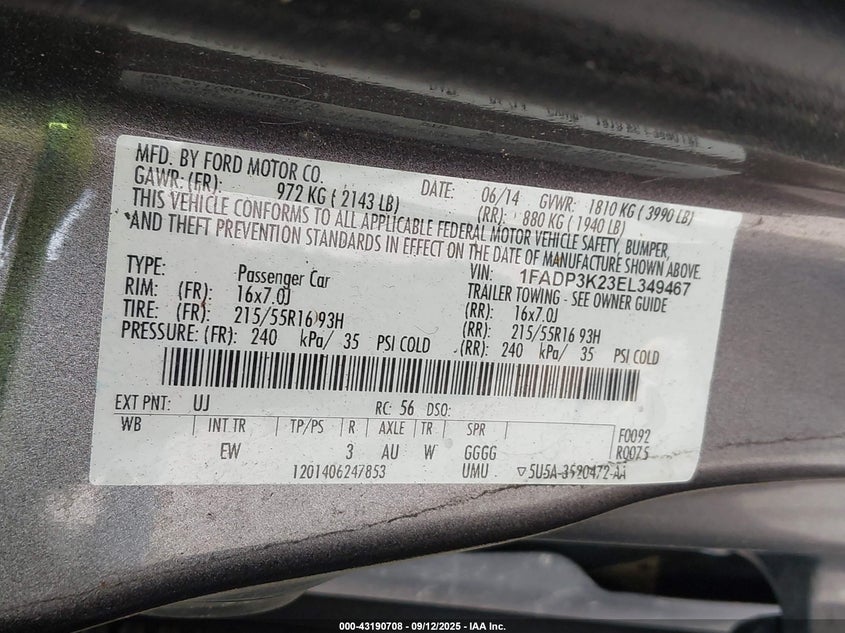 MFD. BY FORD MOTOR CO.
DATE: 06/14 GVWR: 1810 KG ( 3990 LB)
GAWR: (FR): 972 KG ( 2143 LB) (RR): 880 KG ( 1940 LB)
THIS VEHICLE CONFORMS TO ALL APPLICABLE FEDERAL MOTOR VEHICLE SAFETY, BUMPER,
AND THEFT PREVENTION STANDARDS IN EFFECT ON THE DATE OF MANUFACTURE SHOWN ABOVE.
VIN: 1FADP3K23EL349467
TYPE: Passenger Car TRAILER TOWING - SEE OWNER GUIDE
RIM: (FR): 16x7.0J (RR): 16x7.0J
TIRE: (FR): 215/55R16 93H (RR): 215/55R16 93H
PRESSURE: (FR): 240 kPa/ 35 PSI COLD (RR): 240 kPa/ 35 PSI COLD
EXT PNT: UJ RC: 56 DSO:
WB INT TR TP/PS R AXLE TR SPR F0092
EW 3 AU W GGGG R0075
1201406247853 UMU ▽5U5A-3520472-AA
000-43190708 - 09/12/2025 - IAA Inc.